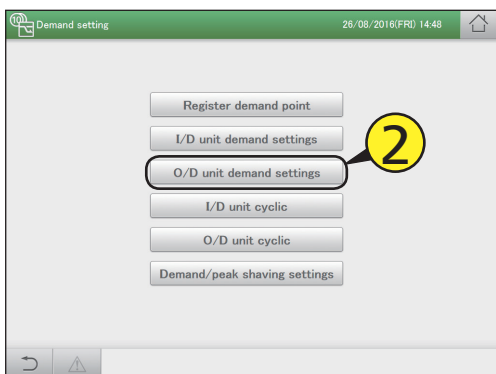 10
Demand setting 26/08/2016(FRI) 14:48
Register demand point
I/D unit demand settings
2
O/D unit demand settings
I/D unit cyclic
O/D unit cyclic
Demand/peak shaving settings